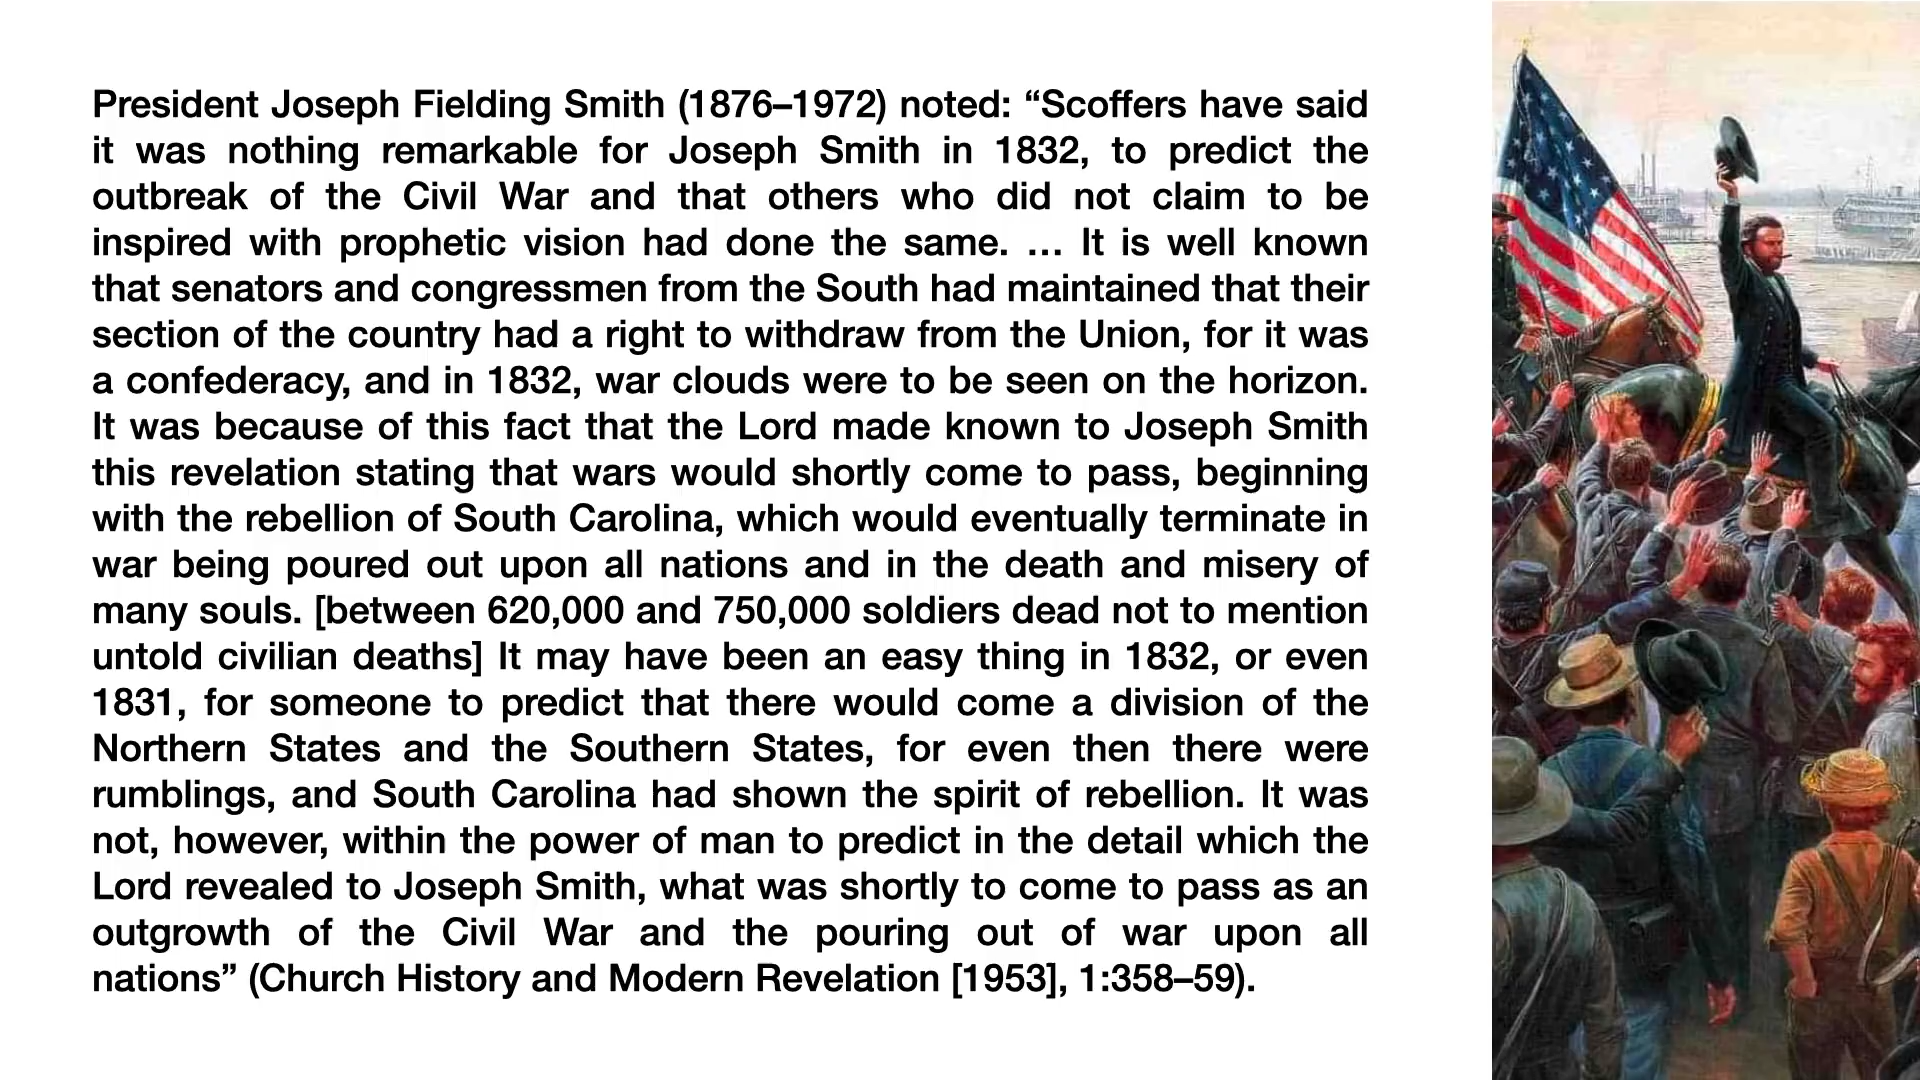 President Joseph Fielding Smith (1876–1972) noted: “Scoffers have said
it was nothing remarkable for Joseph Smith in 1832, to predict the
outbreak of the Civil War and that others who did not claim to be
inspired with prophetic vision had done the same. … It is well known
that senators and congressmen from the South had maintained that their
section of the country had a right to withdraw from the Union, for it was
a confederacy, and in 1832, war clouds were to be seen on the horizon.
It was because of this fact that the Lord made known to Joseph Smith
this revelation stating that wars would shortly come to pass, beginning
with the rebellion of South Carolina, which would eventually terminate in
war being poured out upon all nations and in the death and misery of
many souls. [between 620,000 and 750,000 soldiers dead not to mention
untold civilian deaths] It may have been an easy thing in 1832, or even
1831, for someone to predict that there would come a division of the
Northern States and the Southern States, for even then there were
rumblings, and South Carolina had shown the spirit of rebellion. It was
not, however, within the power of man to predict in the detail which the
Lord revealed to Joseph Smith, what was shortly to come to pass as an
outgrowth of the Civil War and the pouring out of war upon all
nations” (Church History and Modern Revelation [1953], 1:358–59).